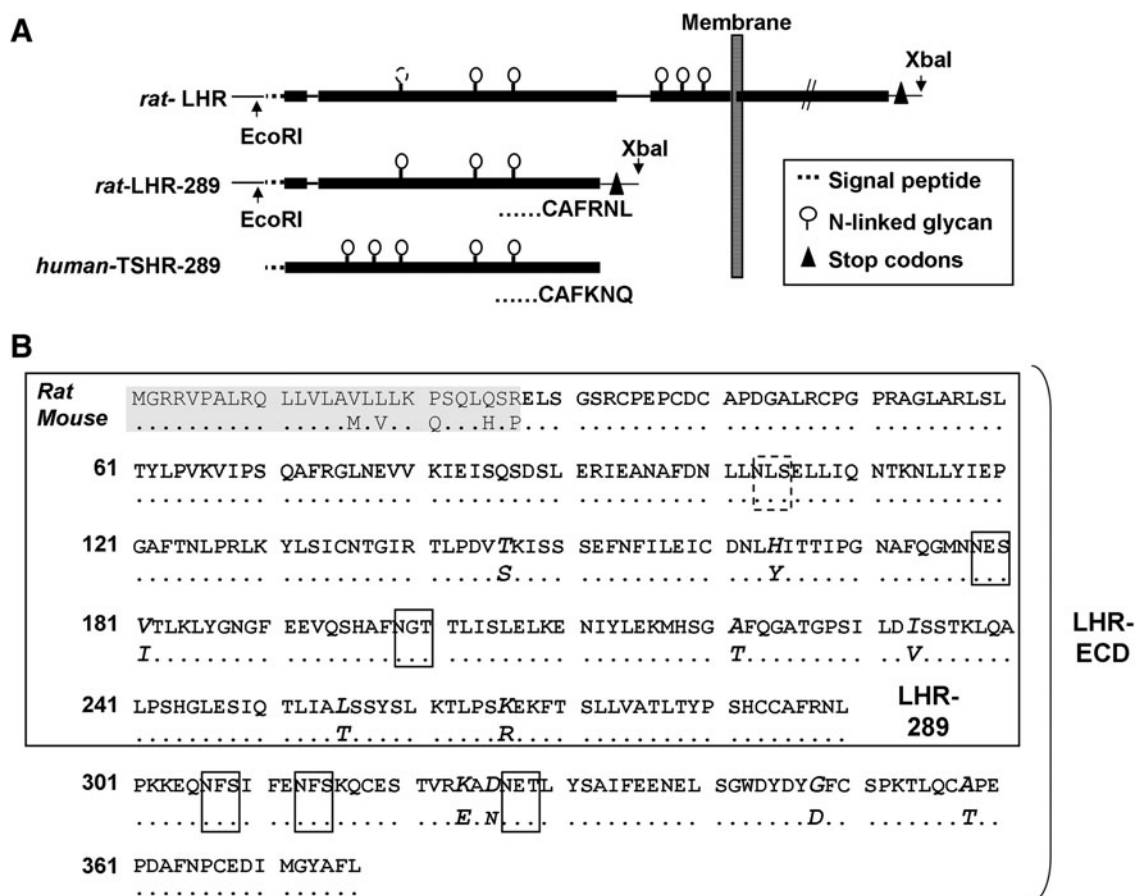 A
Membrane
XbaI
rat- LHR
EcoRI
XbaI
rat-LHR-289
EcoRI
......CAFRNL
human-TSHR-289
......CAFKNQ
Signal peptide
N-linked glycan
Stop codons
B
Rat MGRRVPALRQ LLVLAVLLLK PSQLQSRELS GSRCPEPCDC APDGALRCPG PRAGLARLSL
Mouse .......... .....M.V.. Q...H.P... .......... .......... ..........
61 TYLPVKVIPS QAFRGLNEVV KIEISQSDSL ERIEANAFDN LLNLSELLIQ NTKNLLYIEP
.......... .......... .......... .......... .......... ..........
121 GAFTNLPRLK YLSICNTGIR TLPDVTKISS SEFNFILEIC DNLHITTIPG NAFQGMNNES
.......... .......... .....S.... .......... ...Y...... ..........
181 VTLKLYGNGF EEVQSHAFNGT TLISLELKE NIYLEKMHSG AFQGATGPSI LDISSTKLQA
I......... .......... .......... .......... T......... ..V.......
241 LPSHGLESIQ TLIALSSYSL KTLPSKEKFT SLLVATLTYP SHCCAFRNL
.......... ....T..... .....R.... .......... .........
LHR-
289
LHR-
ECD
301 PKKEQNFSI FENFSKQCES TVRKADNETL YSAIFEENEL SGWDYDYGFC SPKTLQCAPE
......... .......... ...E.N.... .......... .......D.. .......T..
361 PDAFNPCEDI MGYAFL
.......... ......